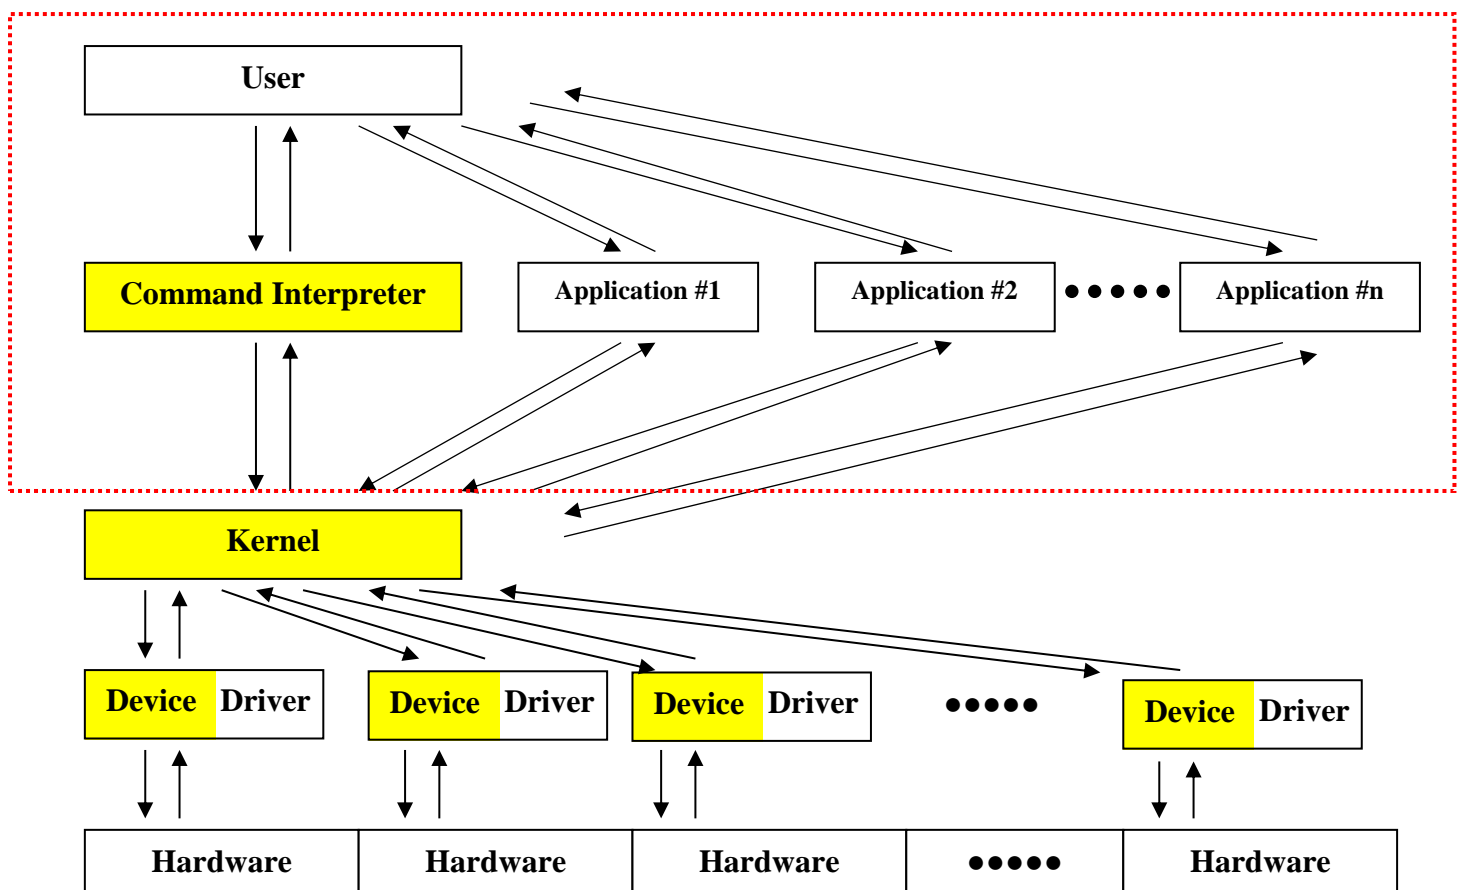 User
Command Interpreter
Application #1
Application #2
Application #n
Kernel
Device Driver
Device Driver
Device Driver
Device Driver
Hardware
Hardware
Hardware
Hardware